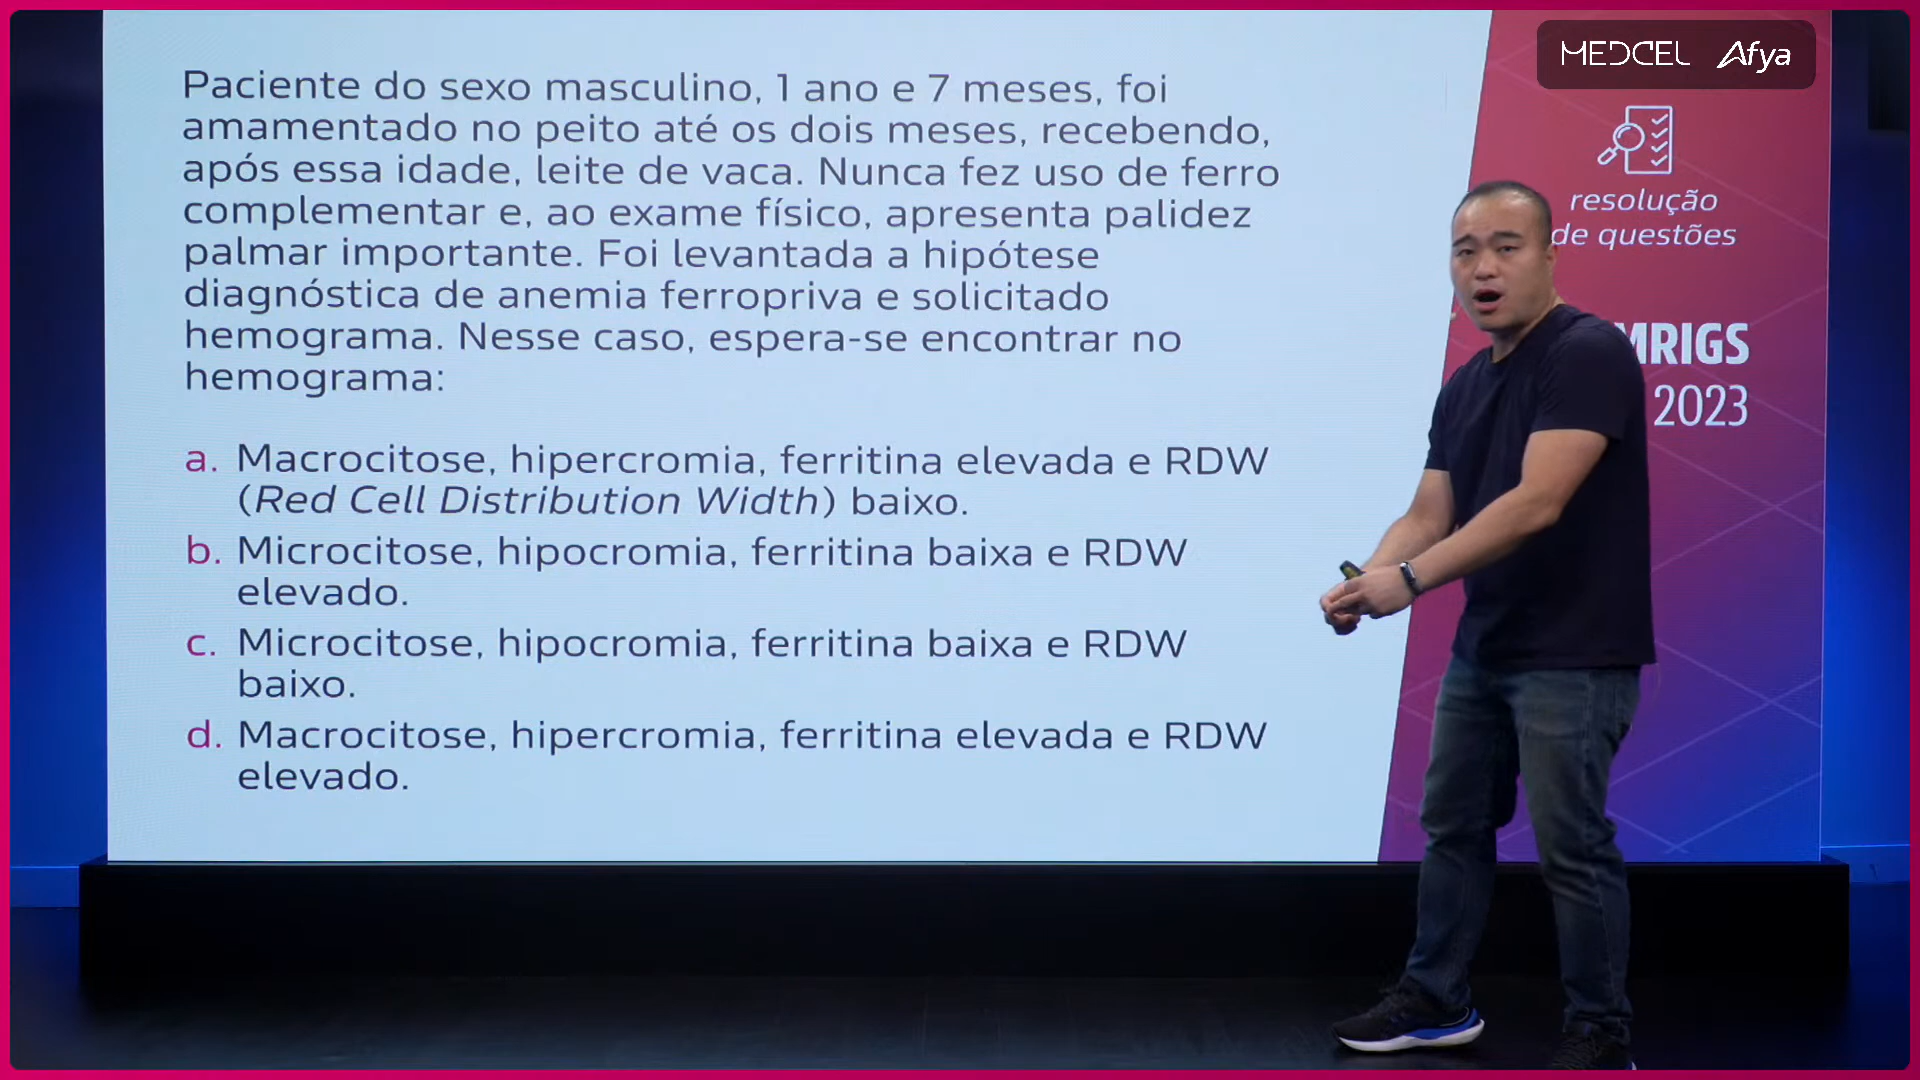 MEDCEL Afya
Paciente do sexo masculino, 1 ano e 7 meses, foi
amamentado no peito até os dois meses, recebendo,
após essa idade, leite de vaca. Nunca fez uso de ferro
complementar e, ao exame físico, apresenta palidez
palmar importante. Foi levantada a hipótese
diagnóstica de anemia ferropriva e solicitado
hemograma. Nesse caso, espera-se encontrar no
hemograma:
a. Macrocitose, hipercromia, ferritina elevada e RDW
(Red Cell Distribution Width) baixo.
b. Microcitose, hipocromia, ferritina baixa e RDW
elevado.
c. Microcitose, hipocromia, ferritina baixa e RDW
baixo.
d. Macrocitose, hipercromia, ferritina elevada e RDW
elevado.
resolução
de questões
MRIGS
2023